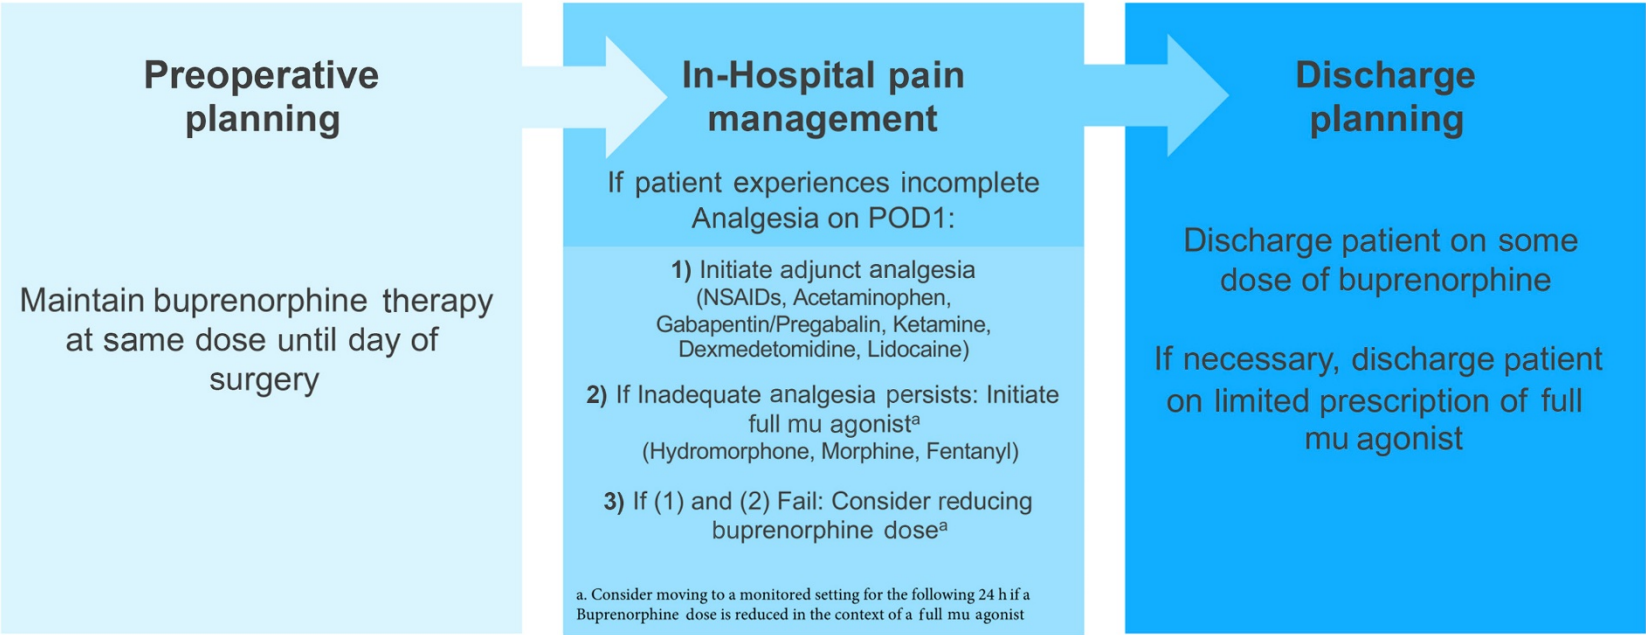 Preoperative
planning
Maintain buprenorphine therapy
at same dose until day of
surgery
In-Hospital pain
management
If patient experiences incomplete
Analgesia on POD1:
1) Initiate adjunct analgesia
(NSAIDs, Acetaminophen,
Gabapentin/Pregabalin, Ketamine,
Dexmedetomidine, Lidocaine)
2) If Inadequate analgesia persists: Initiate
full mu agonistᵃ
(Hydromorphone, Morphine, Fentanyl)
3) If (1) and (2) Fail: Consider reducing
buprenorphine doseᵃ
a. Consider moving to a monitored setting for the following 24 h if a
Buprenorphine dose is reduced in the context of a full mu agonist
Discharge
planning
Discharge patient on some
dose of buprenorphine
If necessary, discharge patient
on limited prescription of full
mu agonist